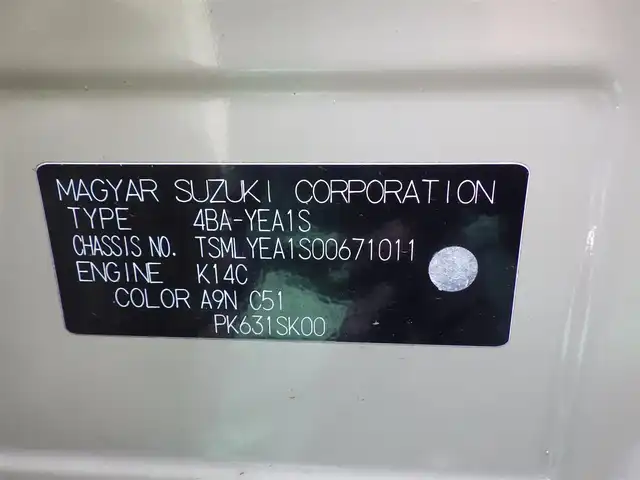 MAGYAR SUZUKI CORPORATION
TYPE 4BA-YEA1S
CHASSIS NO. TSMLYEA1S00671011
ENGINE K14C
COLOR A9N C51
PK631SK00